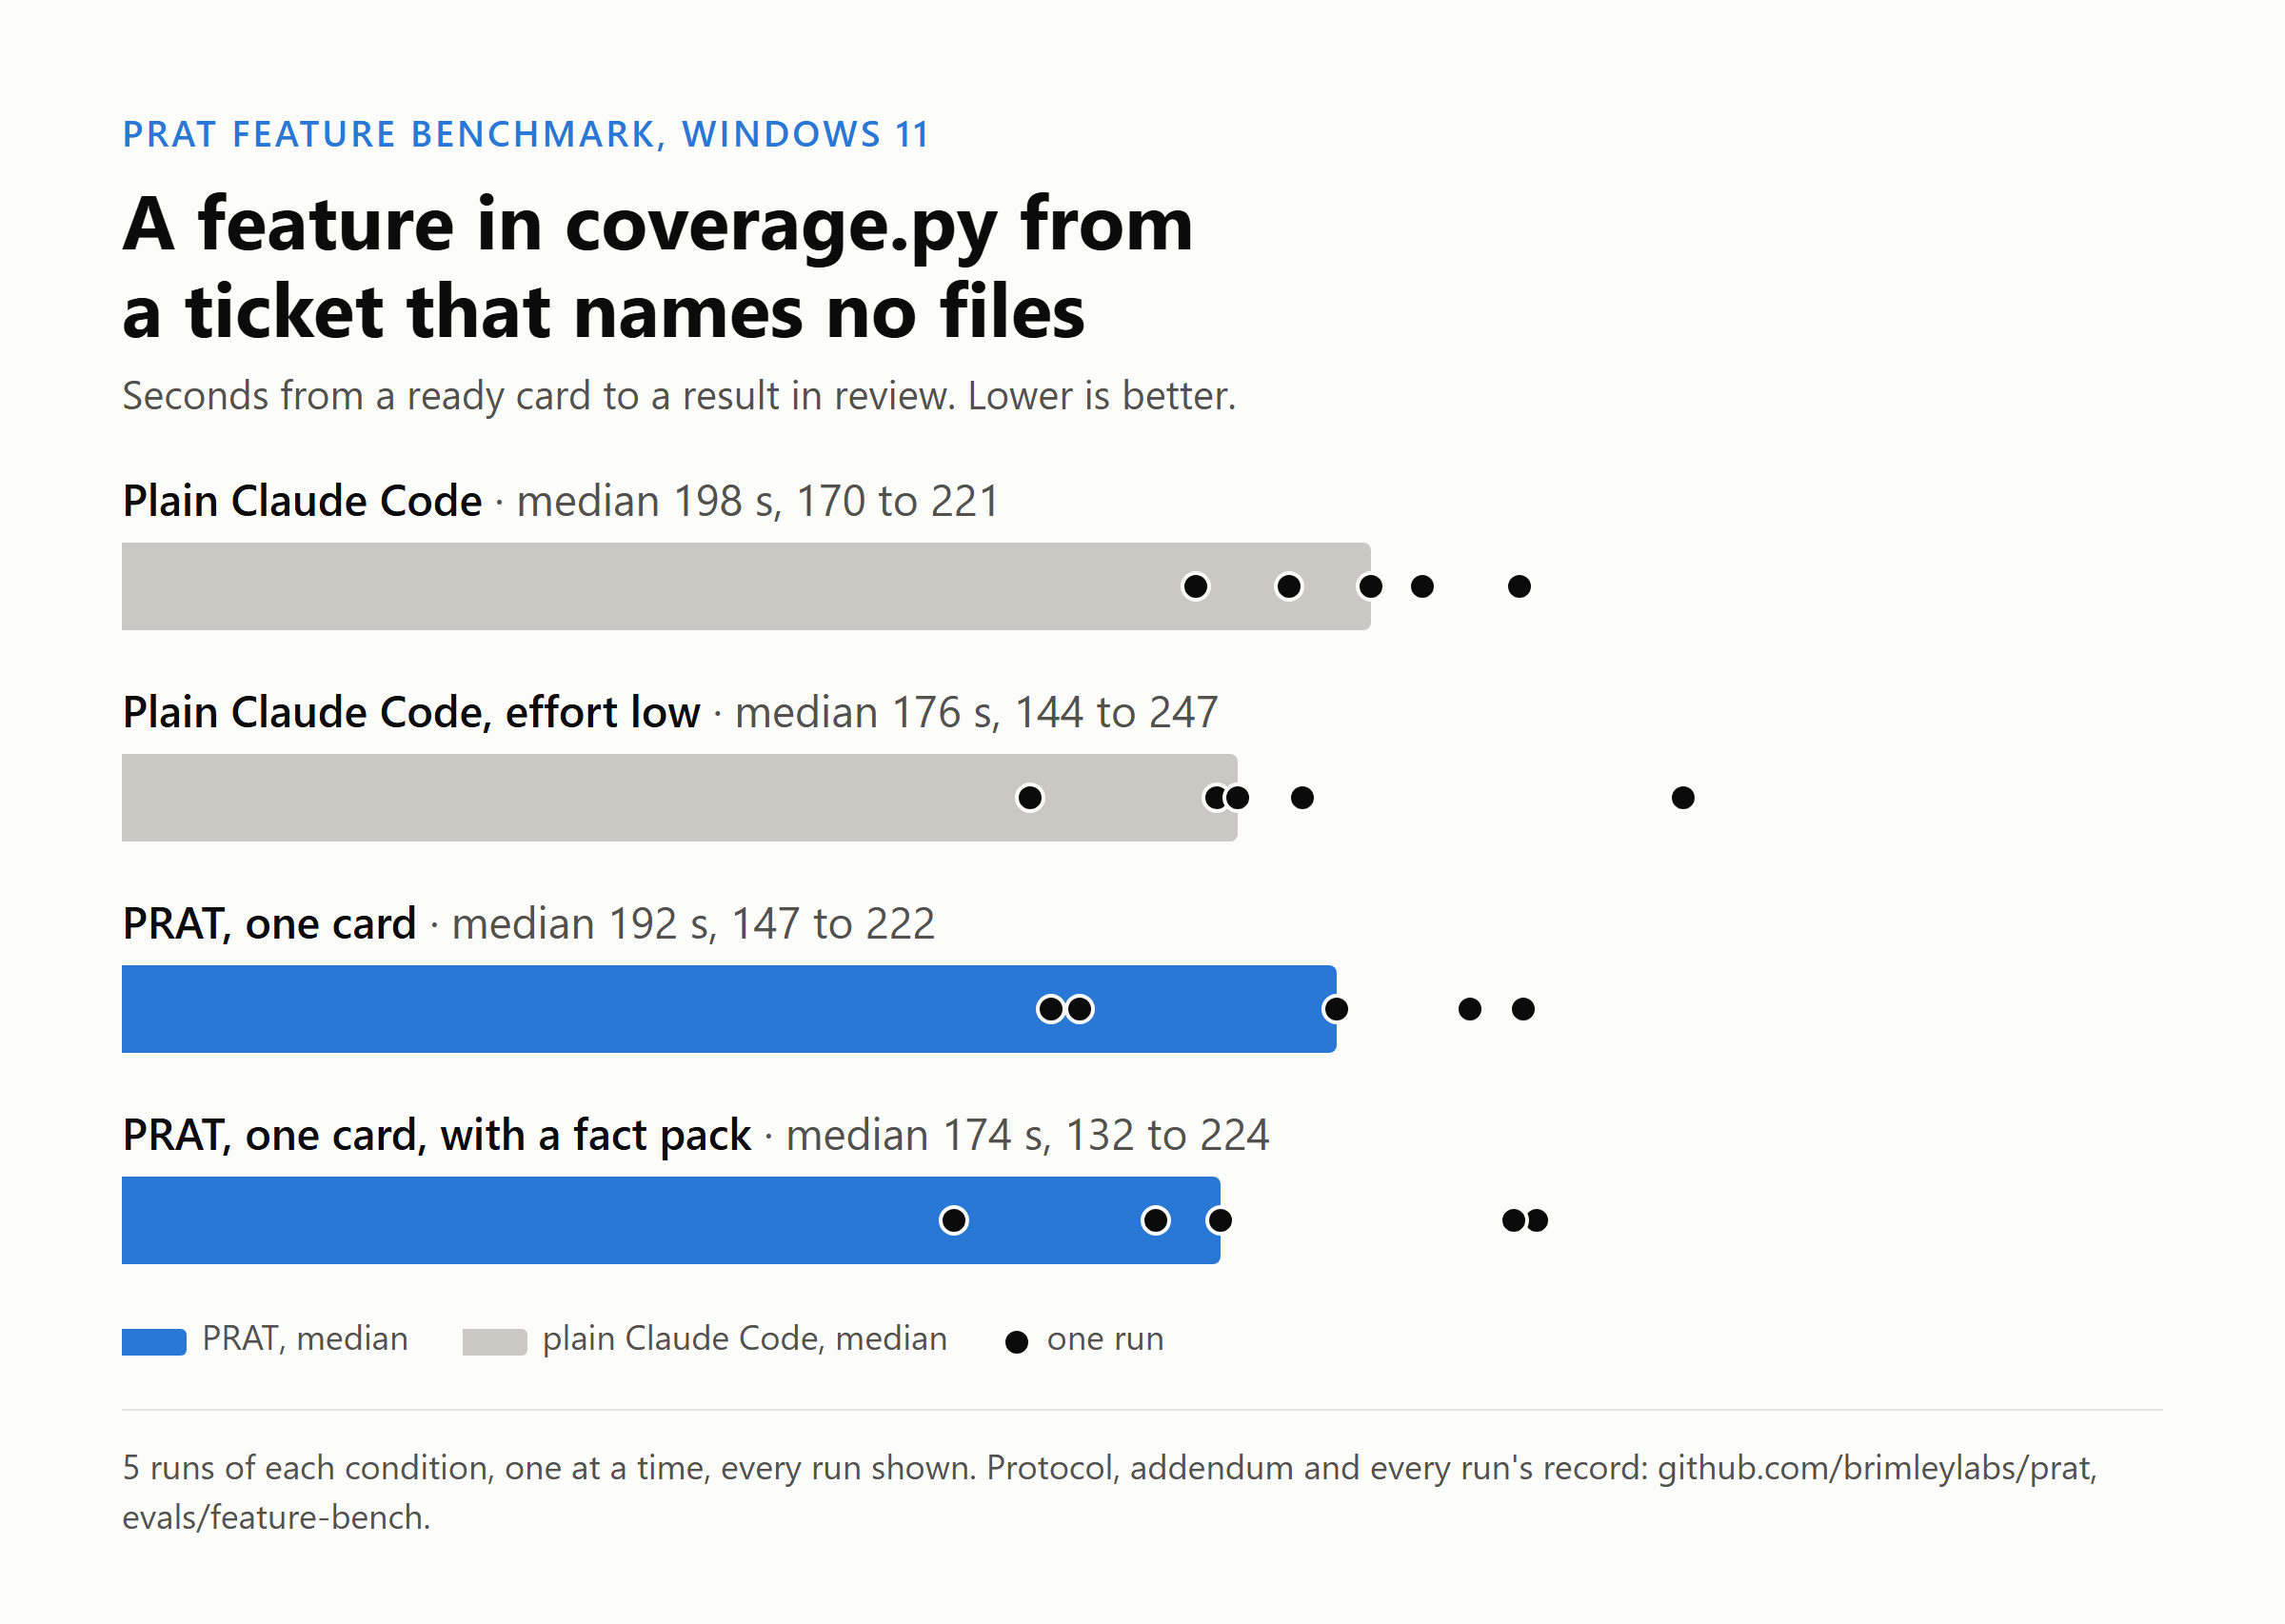 PRAT FEATURE BENCHMARK, WINDOWS 11
A feature in coverage.py from
a ticket that names no files
Seconds from a ready card to a result in review. Lower is better.
Plain Claude Code · median 198 s, 170 to 221
Plain Claude Code, effort low · median 176 s, 144 to 247
PRAT, one card · median 192 s, 147 to 222
PRAT, one card, with a fact pack · median 174 s, 132 to 224
PRAT, median plain Claude Code, median one run
5 runs of each condition, one at a time, every run shown. Protocol, addendum and every run's record: github.com/brimleylabs/prat,
evals/feature-bench.